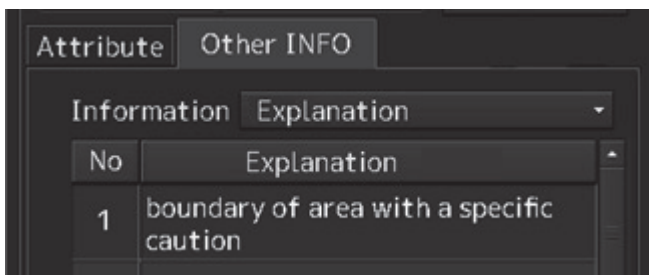 Attribute Other INFO
Information Explanation
No Explanation
1 boundary of area with a specific
caution